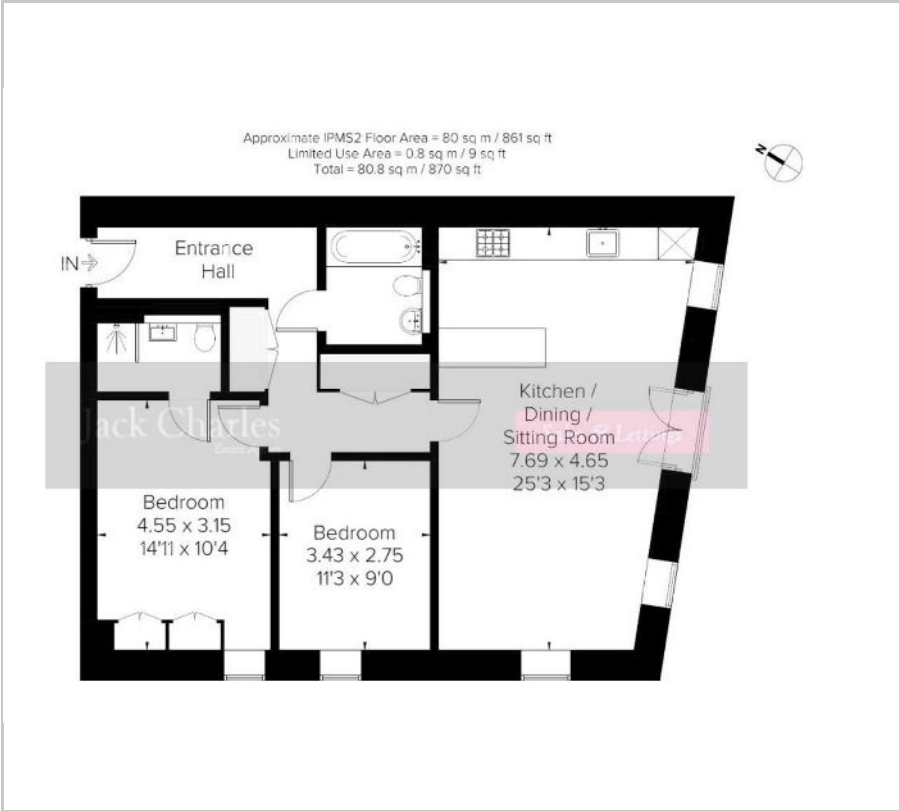 Approximate IPMS2 Floor Area = 80 sq m / 861 sq ft
Limited Use Area = 0.8 sq m / 9 sq ft
Total = 80.8 sq m / 870 sq ft
N
IN
Entrance
Hall
Kitchen /
Dining /
Sitting Room
7.69 x 4.65
25'3 x 15'3
Jack Charles
Bedroom
4.55 x 3.15
14'11 x 10'4
Bedroom
3.43 x 2.75
11'3 x 9'0